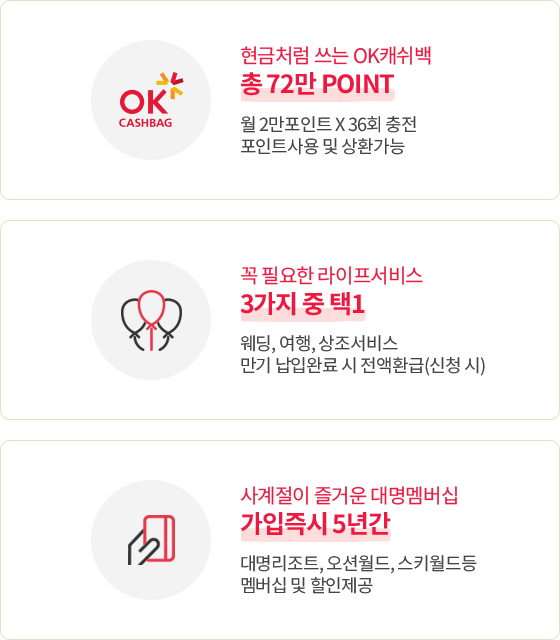 OK
CASHBAG
현금처럼 쓰는 OK캐쉬백
총 72만 POINT
월 2만포인트 X 36회 충전
포인트사용 및 상환가능
꼭 필요한 라이프서비스
3가지 중 택1
웨딩, 여행, 상조서비스
만기 납입완료 시 전액환급(신청 시)
사계절이 즐거운 대명멤버십
가입즉시 5년간
대명리조트, 오션월드, 스키월드등
멤버십 및 할인제공